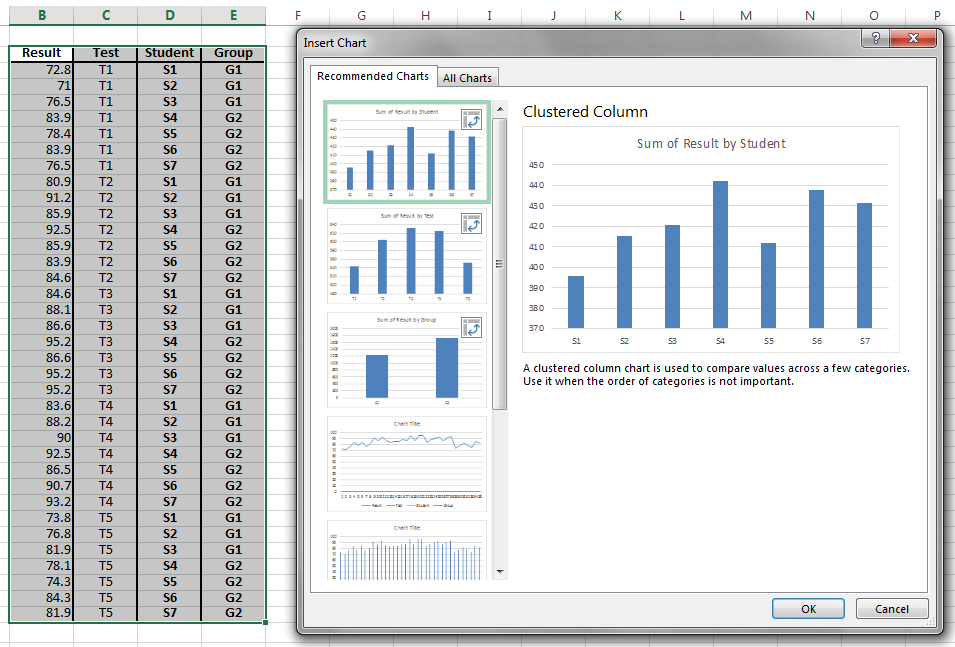 B C D E F G H I J K L M N O P
Result Test Student Group
72.8 T1 S1 G1
71 T1 S2 G1
76.5 T1 S3 G1
83.9 T1 S4 G2
78.4 T1 S5 G2
83.9 T1 S6 G2
76.5 T1 S7 G2
80.9 T2 S1 G1
91.2 T2 S2 G1
85.9 T2 S3 G1
92.5 T2 S4 G2
85.9 T2 S5 G2
83.9 T2 S6 G2
84.6 T2 S7 G2
84.6 T3 S1 G1
88.1 T3 S2 G1
86.6 T3 S3 G1
95.2 T3 S4 G2
86.6 T3 S5 G2
95.2 T3 S6 G2
95.2 T3 S7 G2
83.6 T4 S1 G1
88.2 T4 S2 G1
90 T4 S3 G1
92.5 T4 S4 G2
86.5 T4 S5 G2
90.7 T4 S6 G2
93.2 T4 S7 G2
73.8 T5 S1 G1
76.8 T5 S2 G1
81.9 T5 S3 G1
78.1 T5 S4 G2
74.3 T5 S5 G2
84.3 T5 S6 G2
81.9 T5 S7 G2
Insert Chart
?
Recommended Charts All Charts
Sum of Result by Student
Sum of Result by Test
Sum of Result by Group
Chart Title
Chart Title
Clustered Column
Sum of Result by Student
450
440
430
420
410
400
390
380
370
S1 S2 S3 S4 S5 S6 S7
A clustered column chart is used to compare values across a few categories.
Use it when the order of categories is not important.
OK Cancel